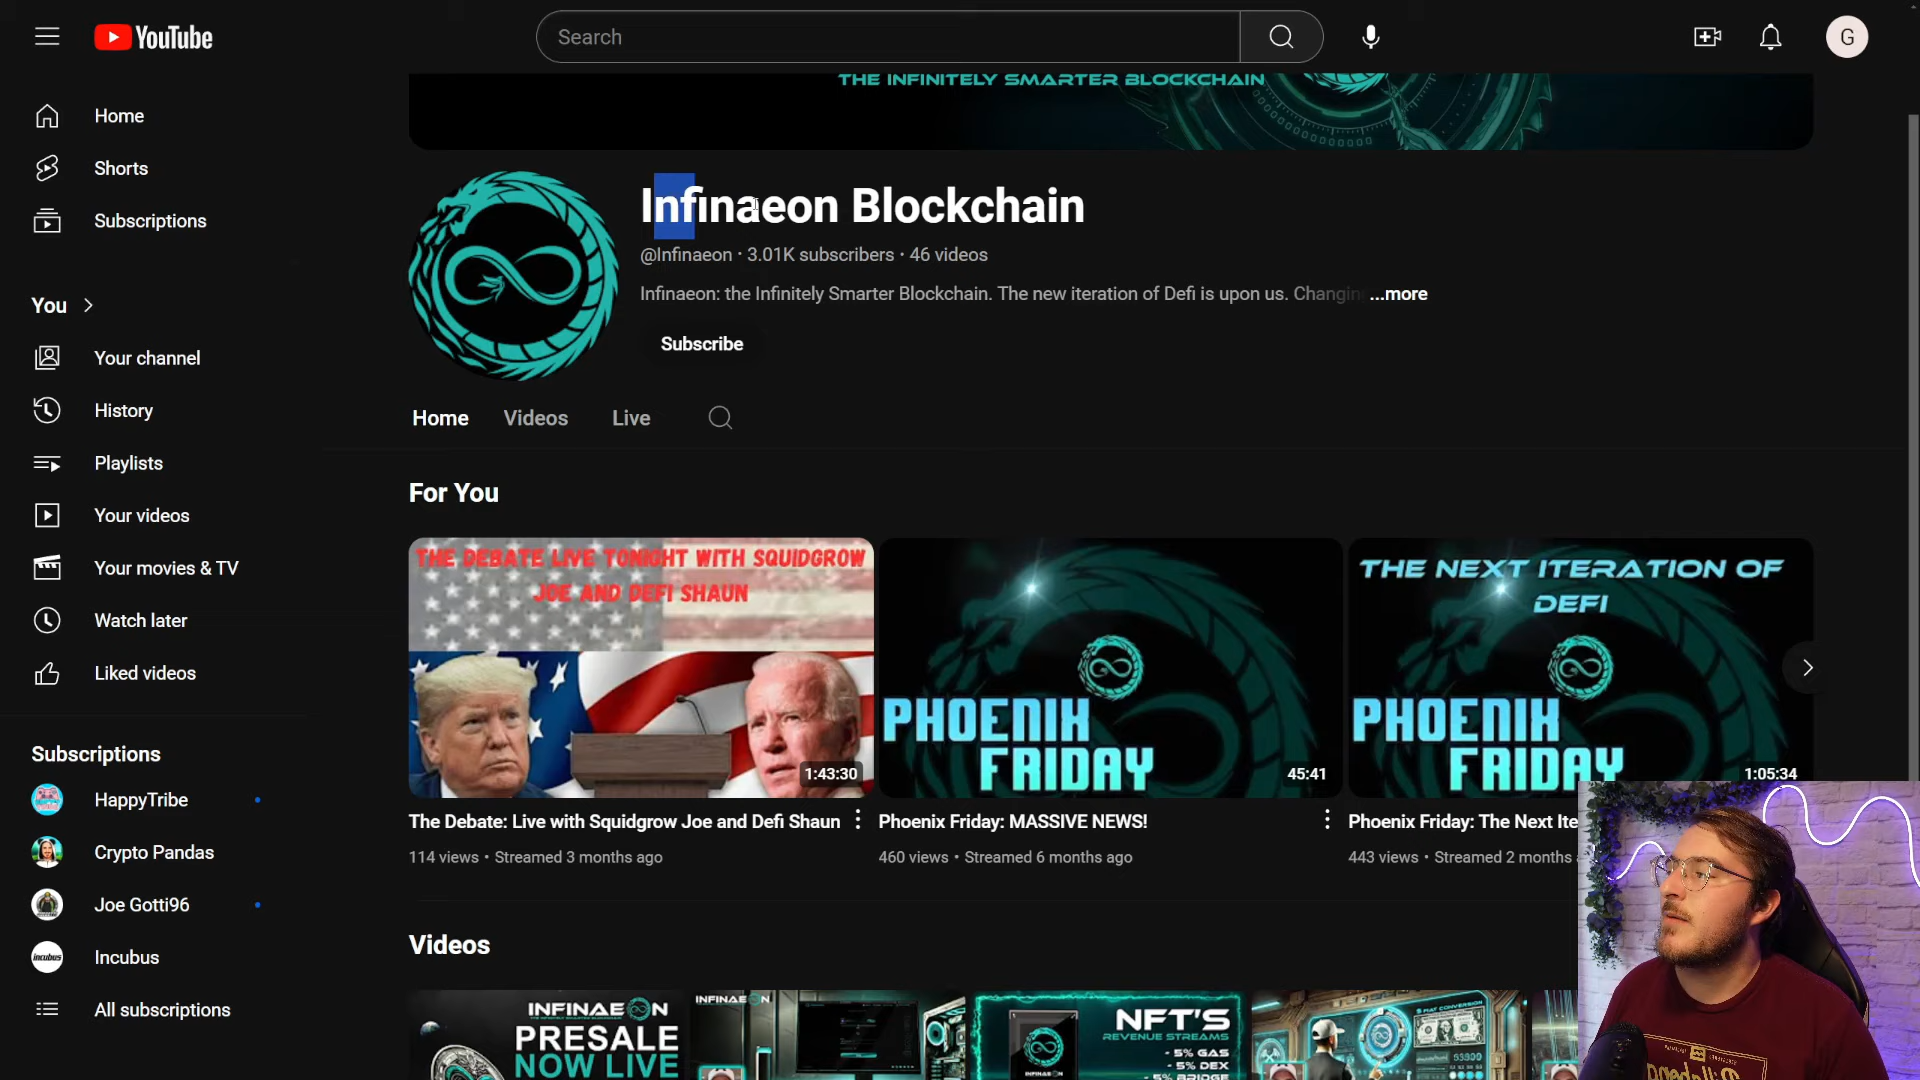 YouTube
Search
G
Home
Shorts
Subscriptions
You
Your channel
History
Playlists
Your videos
Your movies & TV
Watch later
Liked videos
Subscriptions
HappyTribe
Crypto Pandas
Joe Gotti96
incubus
Incubus
All subscriptions
THE INFINITELY SMARTER BLOCKCHAIN
Infinaeon Blockchain
@Infinaeon • 3.01K subscribers • 46 videos
Infinaeon: the Infinitely Smarter Blockchain. The new iteration of Defi is upon us. Changin ...more
Subscribe
Home Videos Live
For You
THE DEBATE LIVE TONIGHT WITH SQUIDGROW
JOE AND DEFI SHAUN
1:43:30
The Debate: Live with Squidgrow Joe and Defi Shaun
114 views • Streamed 3 months ago
PHOENIX
FRIDAY
45:41
Phoenix Friday: MASSIVE NEWS!
460 views • Streamed 6 months ago
THE NEXT ITERATION OF
DEFI
PHOENIX
FRIDAY
1:05:34
Phoenix Friday: The Next Ite
443 views • Streamed 2 months
Videos
INFINAEON
PRESALE
NOW LIVE
INFINAEON
NFT'S
REVENUE STREAMS
- 5% GAS
- 5% DEX
- 5% BRIDGE